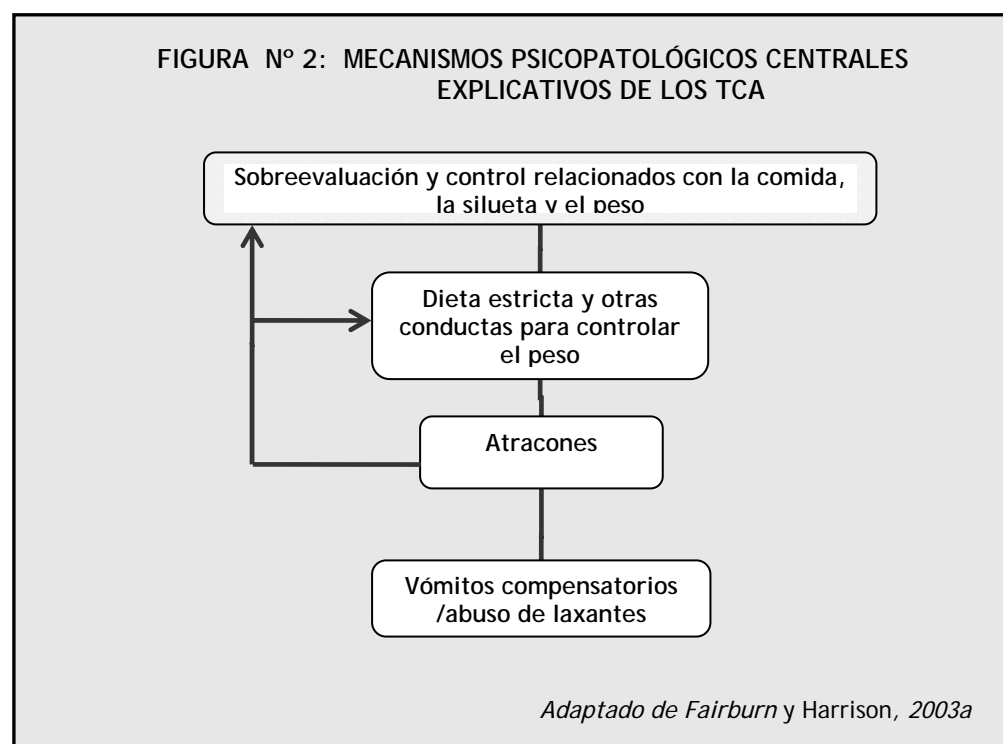 FIGURA Nº 2: MECANISMOS PSICOPATOLÓGICOS CENTRALES
EXPLICATIVOS DE LOS TCA
Sobreevaluación y control relacionados con la comida,
la silueta y el peso
Dieta estricta y otras
conductas para controlar
el peso
Atracones
Vómitos compensatorios
/abuso de laxantes
Adaptado de Fairburn y Harrison, 2003a